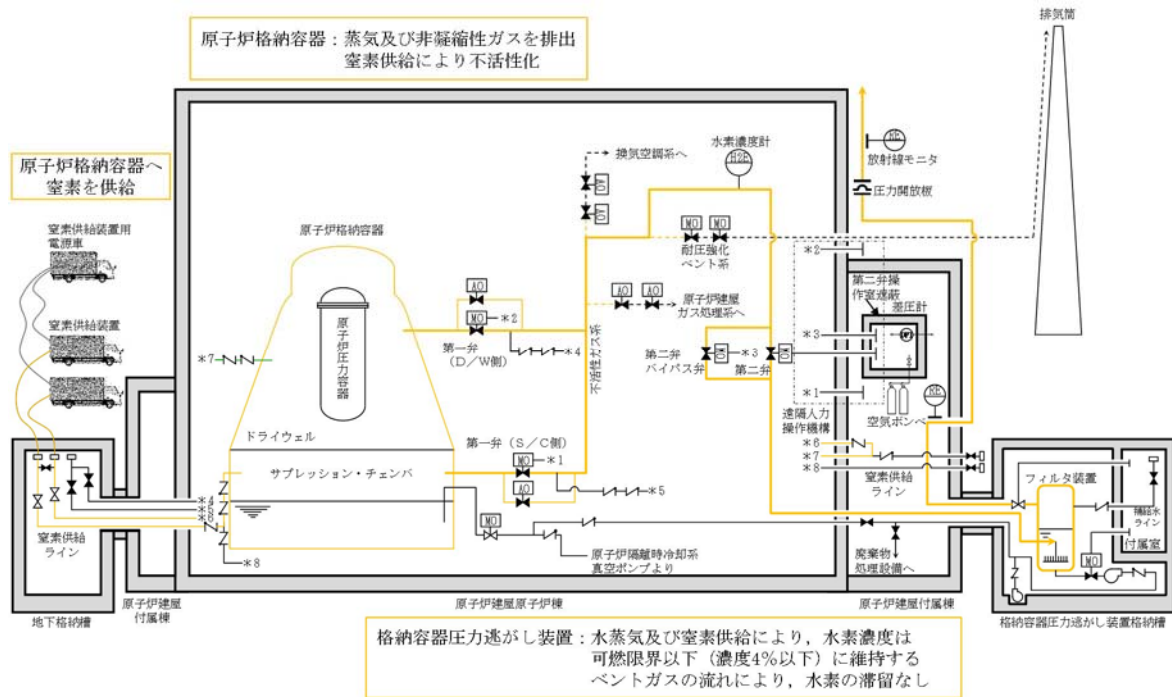 排気筒
原子炉格納容器：蒸気及び非凝縮性ガスを排出
窒素供給により不活性化
原子炉格納容器へ
窒素を供給
換気空調系へ
水素濃度計
H2E
RE
放射線モニタ
圧力開放板
AO
AO
窒素供給装置用
電源車
原子炉格納容器
MO
MO
耐圧強化
ベント系
*2
第二弁操
作室遮蔽
差圧計
AO
MO
*2
AO
AO
原子炉建屋
ガス処理系へ
窒素供給装置
*7
原子炉圧力容器
第一弁
(D／W側)
*4
不活性ガス系
第二弁
バイパス弁
MO
*3
第二弁
MO
*3
*1
空気ボンベ
RE
遠隔人力
操作機構
*6
*7
*8
窒素供給
ライン
ドライウェル
第一弁（S／C側）
MO
*1
AO
*5
サプレッション・チェンバ
フィルタ装置
補給水
ライン
付属室
MO
*4
*5
*6
窒素供給
ライン
*8
MO
原子炉隔離時冷却系
真空ポンプより
廃棄物
処理設備へ
地下格納槽
原子炉建屋
付属棟
原子炉建屋原子炉棟
原子炉建屋付属棟
格納容器圧力逃がし装置格納槽
格納容器圧力逃がし装置：水蒸気及び窒素供給により，水素濃度は
可燃限界以下（濃度4％以下）に維持する
ベントガスの流れにより，水素の滞留なし